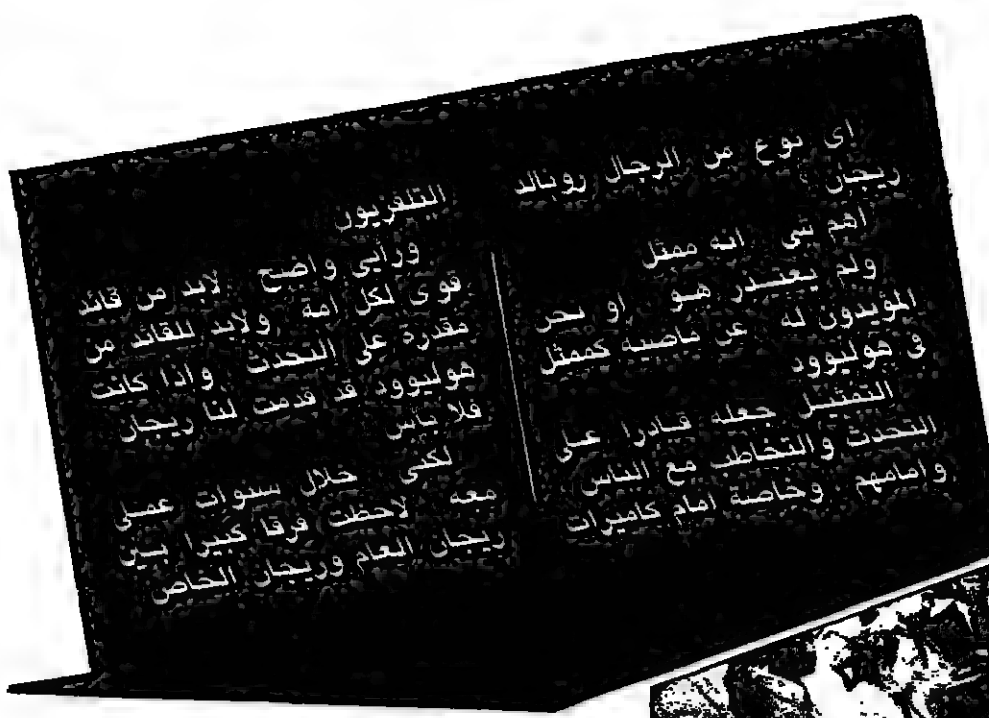 اى نوع من الرجال رونالد
ريجان ؟
اهم شى انه ممثل
ولم يعتذر هو او نحن
المؤيدون له عن ماضيه كممثل
فى هوليوود
التمثيل جعله قادرا على
التحدث والتخاطب مع الناس
وامامهم وخاصة امام كاميرات
التلفزيون
ورأيى واضح لابد من قائد
قوى لكل امة ولابد للقائد من
مقدرة على التحدث واذا كانت
هوليوود قد قدمت لنا ريجان
فلا بأس
لكنى خلال سنوات عملى
معه لاحظت فرقا كبيرا بين
ريجان العام وريجان الخاص